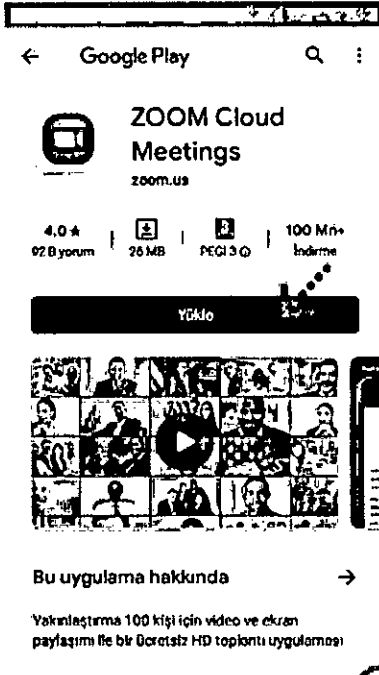 Google Play
ZOOM Cloud
Meetings
zoom.us
4.0 ★
92 B yorum
26 MB
PEGI 3
100 Mn+
İndirme
Yükle
Bu uygulama hakkında
Yakınlaştırma 100 kişi için video ve ekran
paylaşımı ile bir ücretsiz HD toplantı uygulaması